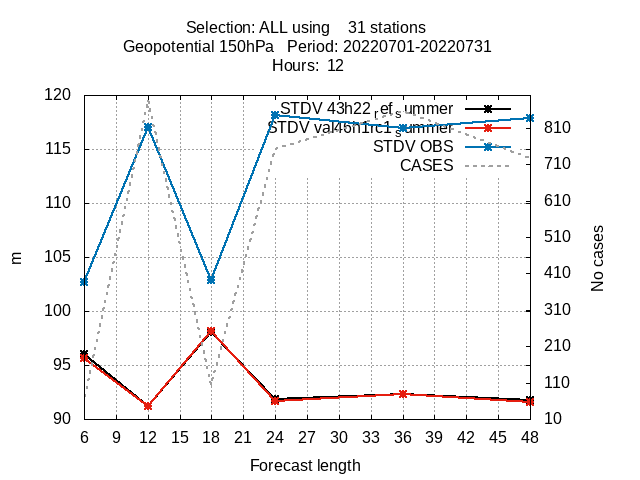 Selection: ALL using 31 stations
Geopotential 150hPa Period: 20220701-20220731
Hours: 12
120
115
110
105
100
95
90
m
STDV 43h22_ref_summer
STDV val46h1rc1_summer
STDV OBS
CASES
810
710
610
510
410
310
210
110
10
No cases
6 9 12 15 18 21 24 27 30 33 36 39 42 45 48
Forecast length